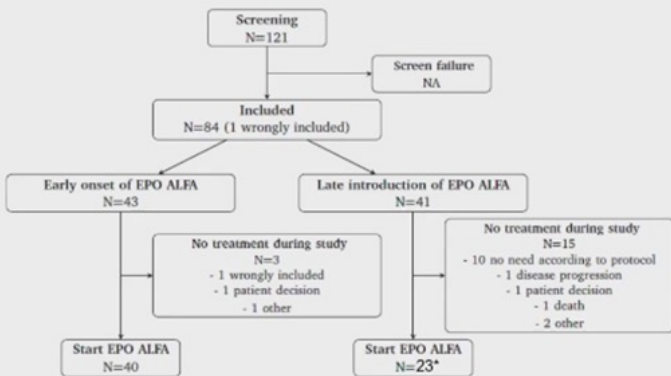 Screening
N=121
Screen failure
NA
Included
N=84 (1 wrongly included)
Early onset of EPO ALFA
N=43
Late introduction of EPO ALFA
N=41
No treatment during study
N=3
- 1 wrongly included
- 1 patient decision
- 1 other
No treatment during study
N=15
- 10 no need according to protocol
- 1 disease progression
- 1 patient decision
- 1 death
- 2 other
Start EPO ALFA
N=40
Start EPO ALFA
N=23*